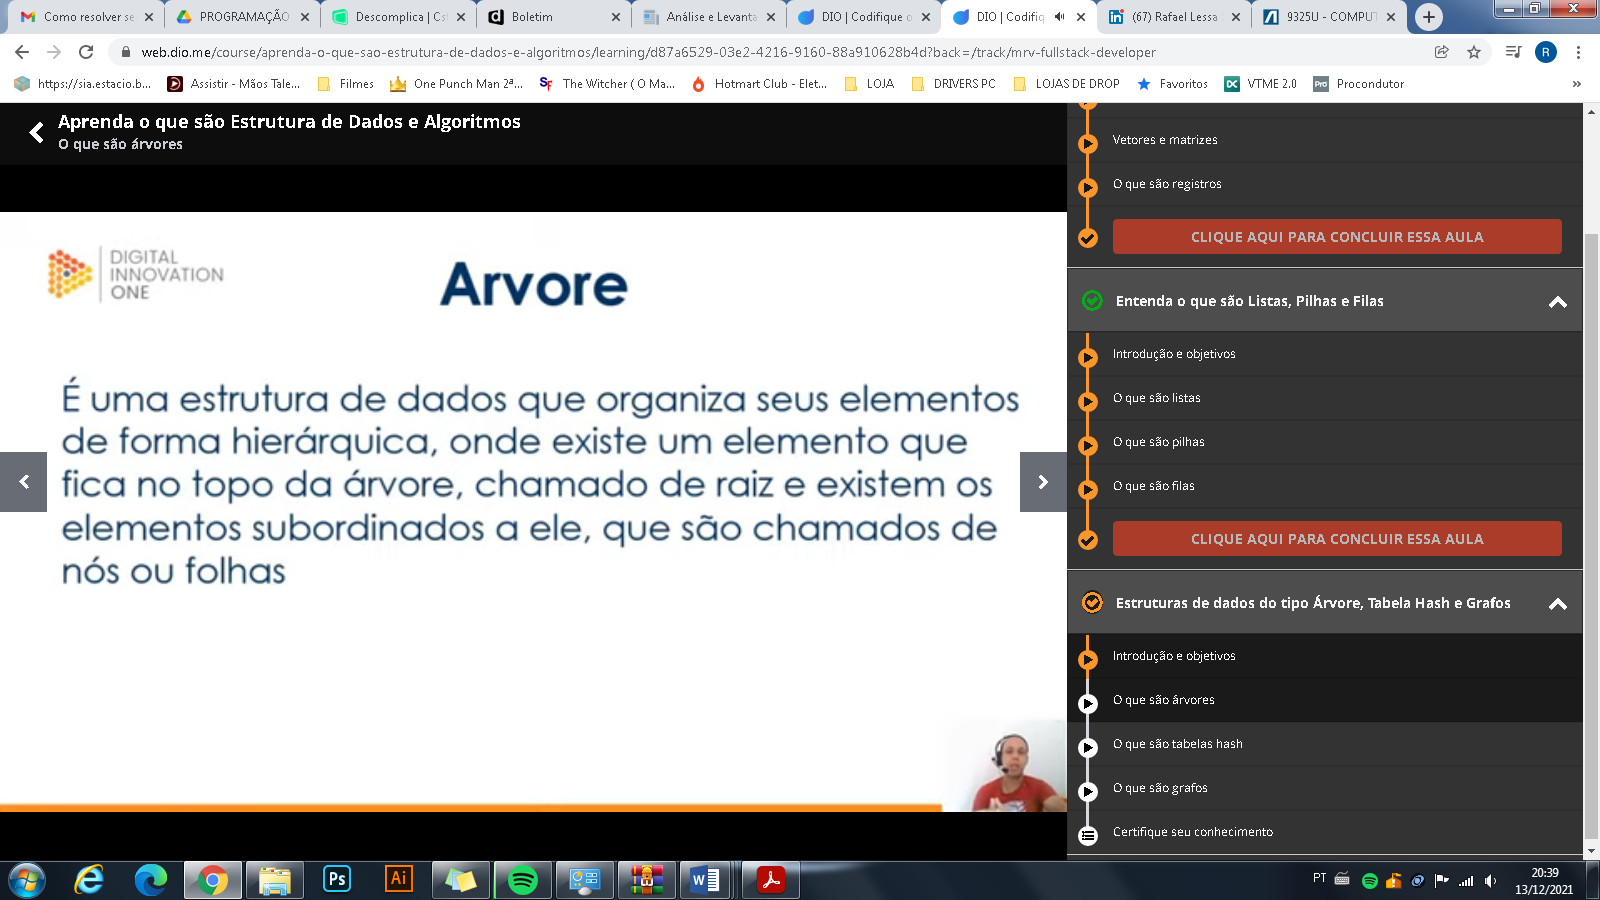 Como resolver se
PROGRAMAÇÃO
Descomplica | Cst
Boletim
Análise e Levanta
DIO | Codifique o
DIO | Codifiq
(67) Rafael Lessa
9325U - COMPUT
web.dio.me/course/aprenda-o-que-sao-estrutura-de-dados-e-algoritmos/learning/d87a6529-03e2-4216-9160-88a910628b4d?back=/track/mrv-fullstack-developer
R
https://sia.estacio.b...
Assistir - Mãos Tale...
Filmes
One Punch Man 2ª...
SF
The Witcher ( O Ma...
Hotmart Club - Elet...
LOJA
DRIVERS PC
LOJAS DE DROP
Favoritos
DC
VTME 2.0
Pro
Procondutor
»
Aprenda o que são Estrutura de Dados e Algoritmos
O que são árvores
DIGITAL
INNOVATION
ONE
Arvore
É uma estrutura de dados que organiza seus elementos
de forma hierárquica, onde existe um elemento que
fica no topo da árvore, chamado de raiz e existem os
elementos subordinados a ele, que são chamados de
nós ou folhas
Vetores e matrizes
O que são registros
CLIQUE AQUI PARA CONCLUIR ESSA AULA
Entenda o que são Listas, Pilhas e Filas
Introdução e objetivos
O que são listas
O que são pilhas
O que são filas
CLIQUE AQUI PARA CONCLUIR ESSA AULA
Estruturas de dados do tipo Árvore, Tabela Hash e Grafos
Introdução e objetivos
O que são árvores
O que são tabelas hash
O que são grafos
Certifique seu conhecimento
Ps
Ai
PT
20:39
13/12/2021